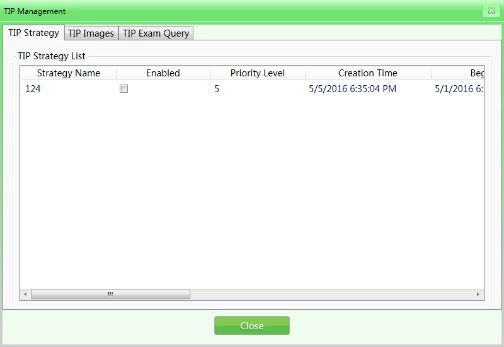 TIP Management
TIP Strategy TIP Images TIP Exam Query
TIP Strategy List
Strategy Name Enabled Priority Level Creation Time Beg
124 5 5/5/2016 6:35:04 PM 5/1/2016 6:
Close